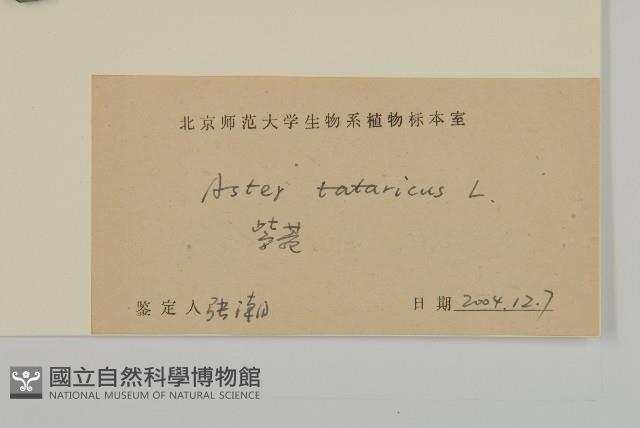 北京师范大学生物系植物标本室
Aster tataricus L.
紫菀
鉴定人 张潮 日期 2004.12.7
國立自然科學博物館
NATIONAL MUSEUM OF NATURAL SCIENCE